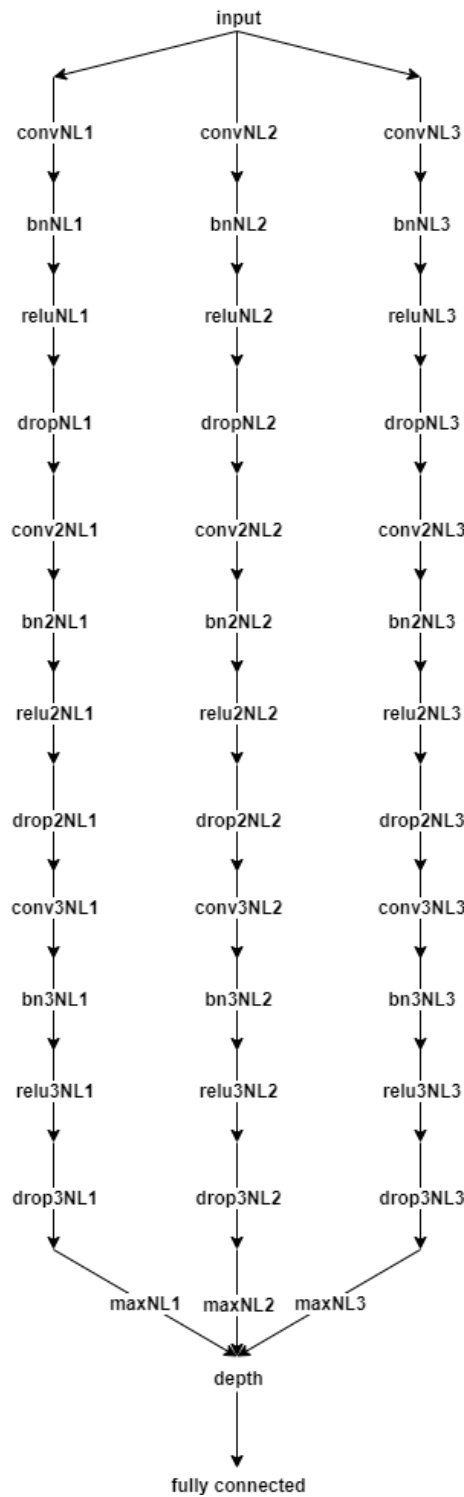 input
convNL1 convNL2 convNL3
bnNL1 bnNL2 bnNL3
reluNL1 reluNL2 reluNL3
dropNL1 dropNL2 dropNL3
conv2NL1 conv2NL2 conv2NL3
bn2NL1 bn2NL2 bn2NL3
relu2NL1 relu2NL2 relu2NL3
drop2NL1 drop2NL2 drop2NL3
conv3NL1 conv3NL2 conv3NL3
bn3NL1 bn3NL2 bn3NL3
relu3NL1 relu3NL2 relu3NL3
drop3NL1 drop3NL2 drop3NL3
maxNL1 maxNL2 maxNL3
depth
fully connected